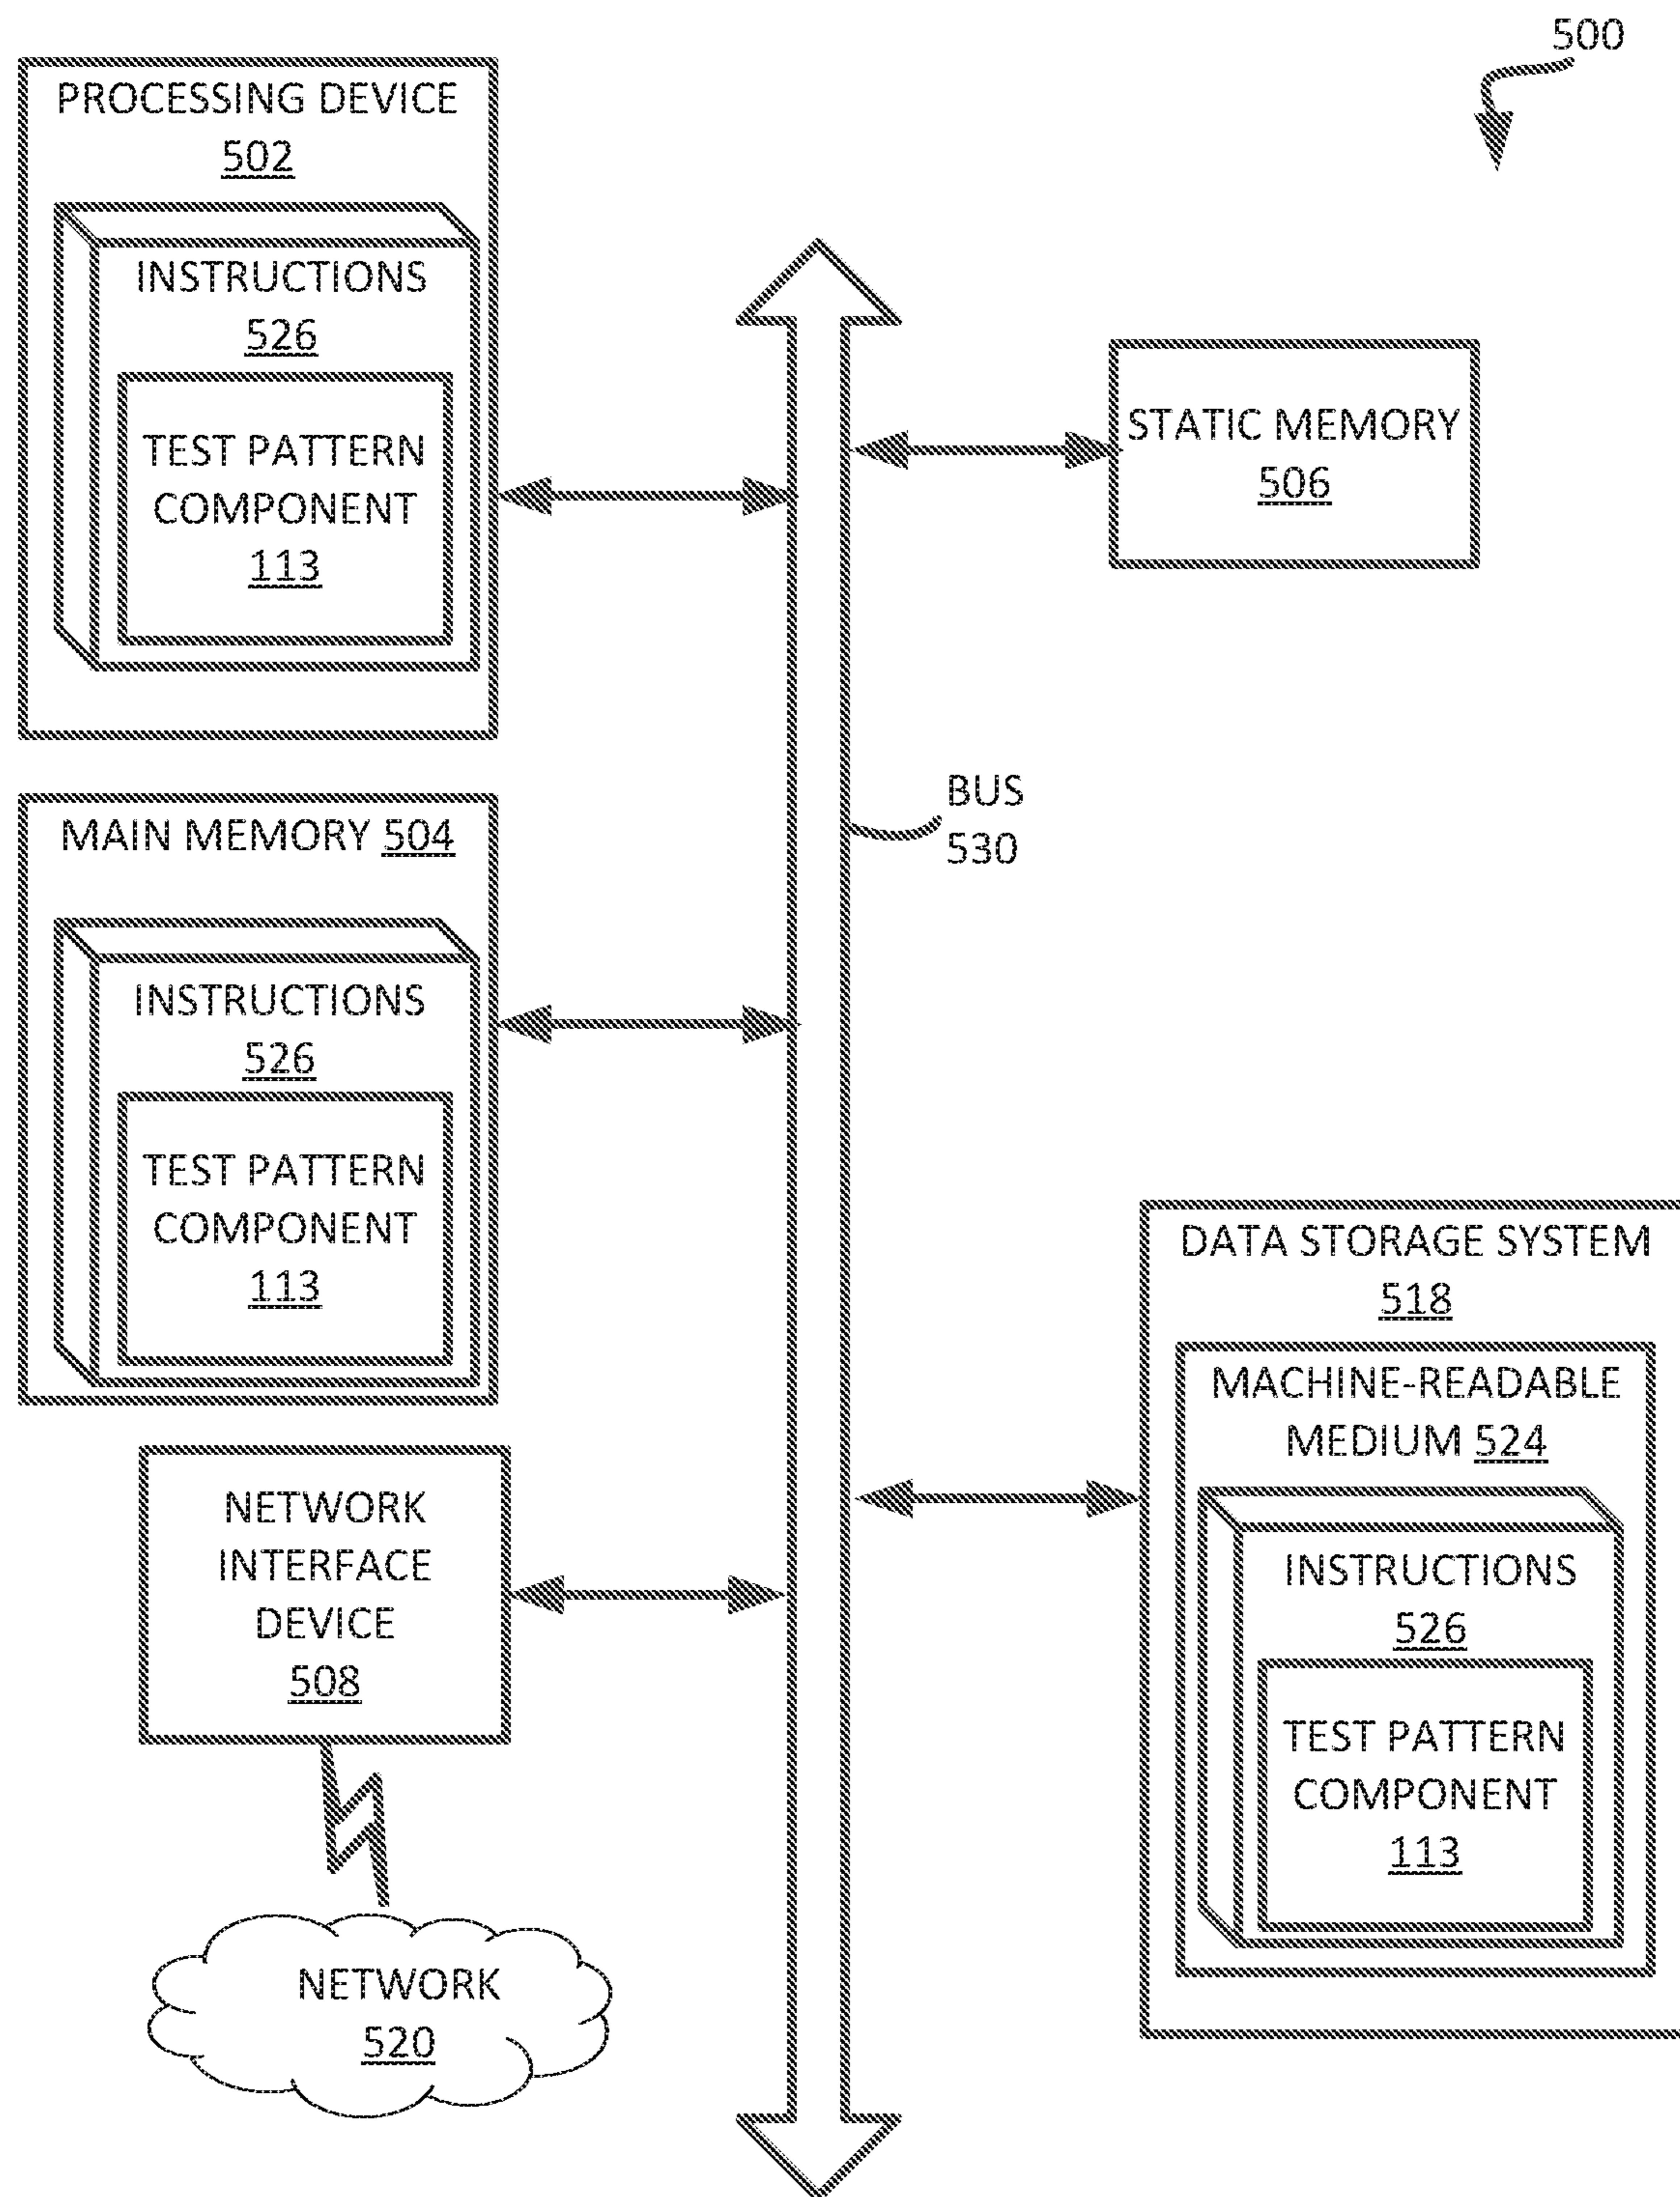 500
PROCESSING DEVICE
502
INSTRUCTIONS
526
TEST PATTERN
COMPONENT
113
STATIC MEMORY
506
BUS
530
MAIN MEMORY 504
INSTRUCTIONS
526
TEST PATTERN
COMPONENT
113
DATA STORAGE SYSTEM
518
MACHINE-READABLE
MEDIUM 524
INSTRUCTIONS
526
TEST PATTERN
COMPONENT
113
NETWORK
INTERFACE
DEVICE
508
NETWORK
520